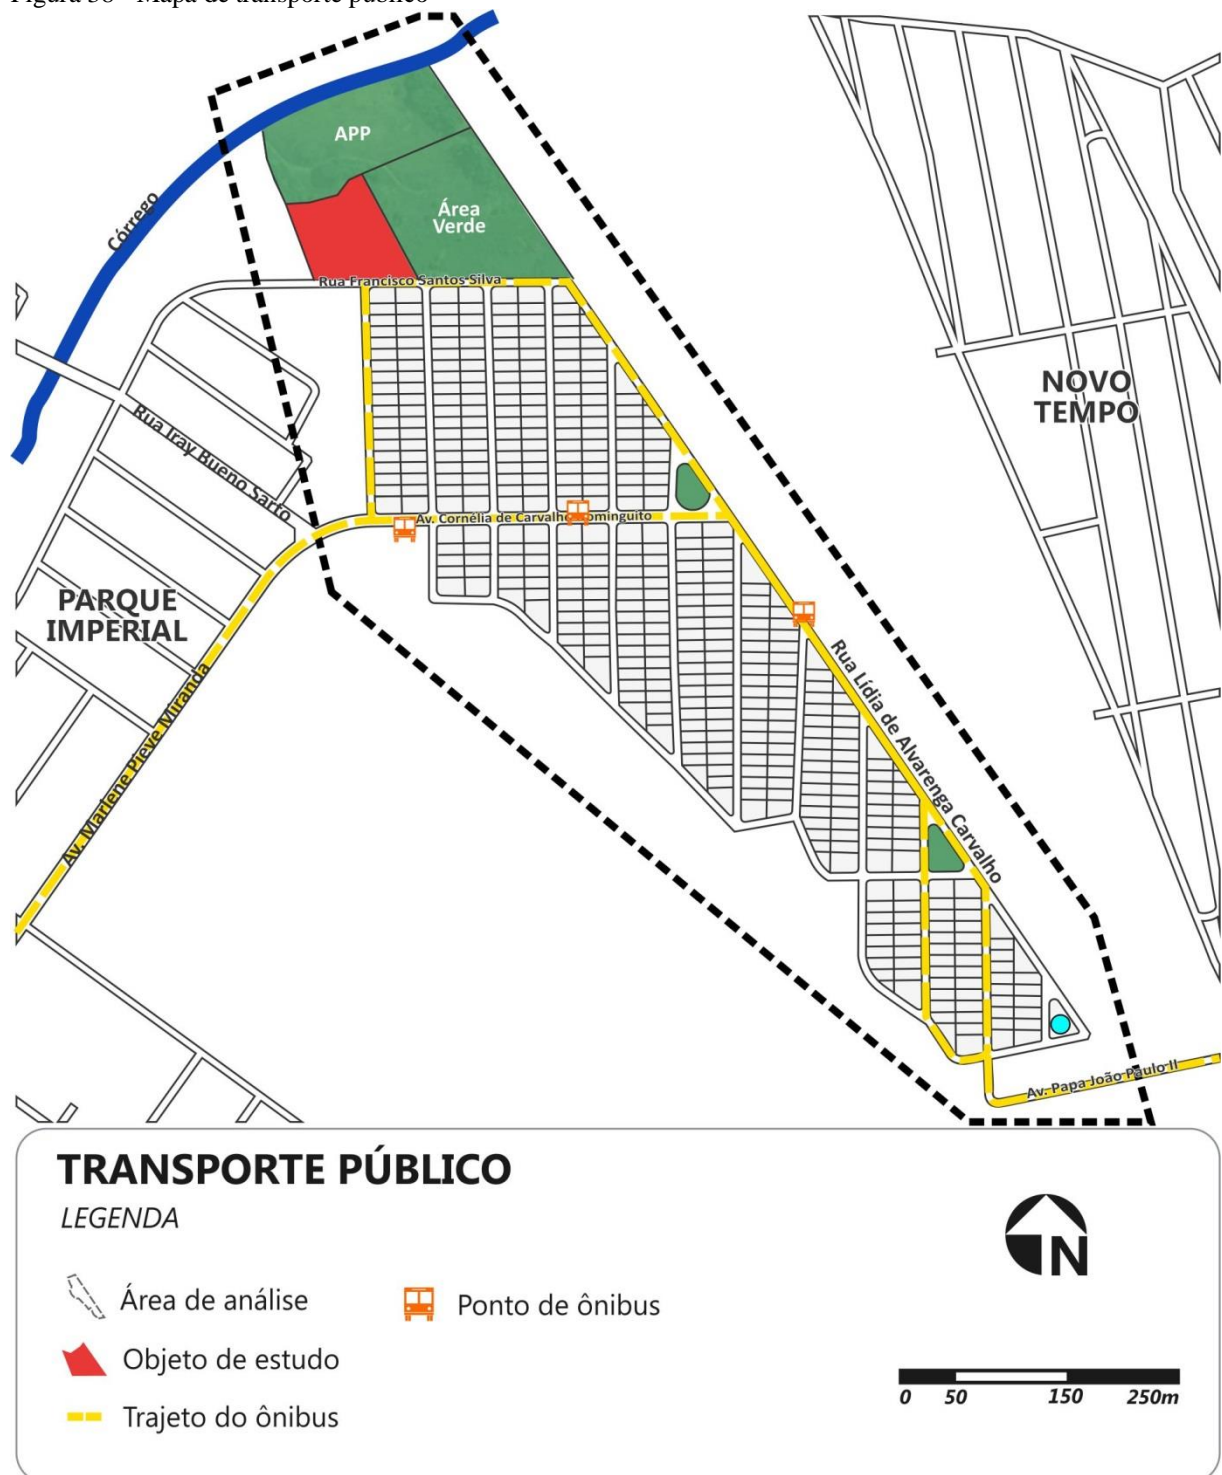 Figura 38 - Mapa de transporte público
APP
Área
Verde
Córrego
Rua Francisco Santos Silva
NOVO
TEMPO
Rua Iray Bueno Sarto
Av. Cornélia de Carvalho Dominguito
PARQUE
IMPERIAL
Rua Lídia de Alvarenga Carvalho
Av. Marlene Pieve Miranda
Av. Papa João Paulo II
TRANSPORTE PÚBLICO
LEGENDA
Área de análise
Ponto de ônibus
Objeto de estudo
Trajeto do ônibus
N
0 50 150 250m